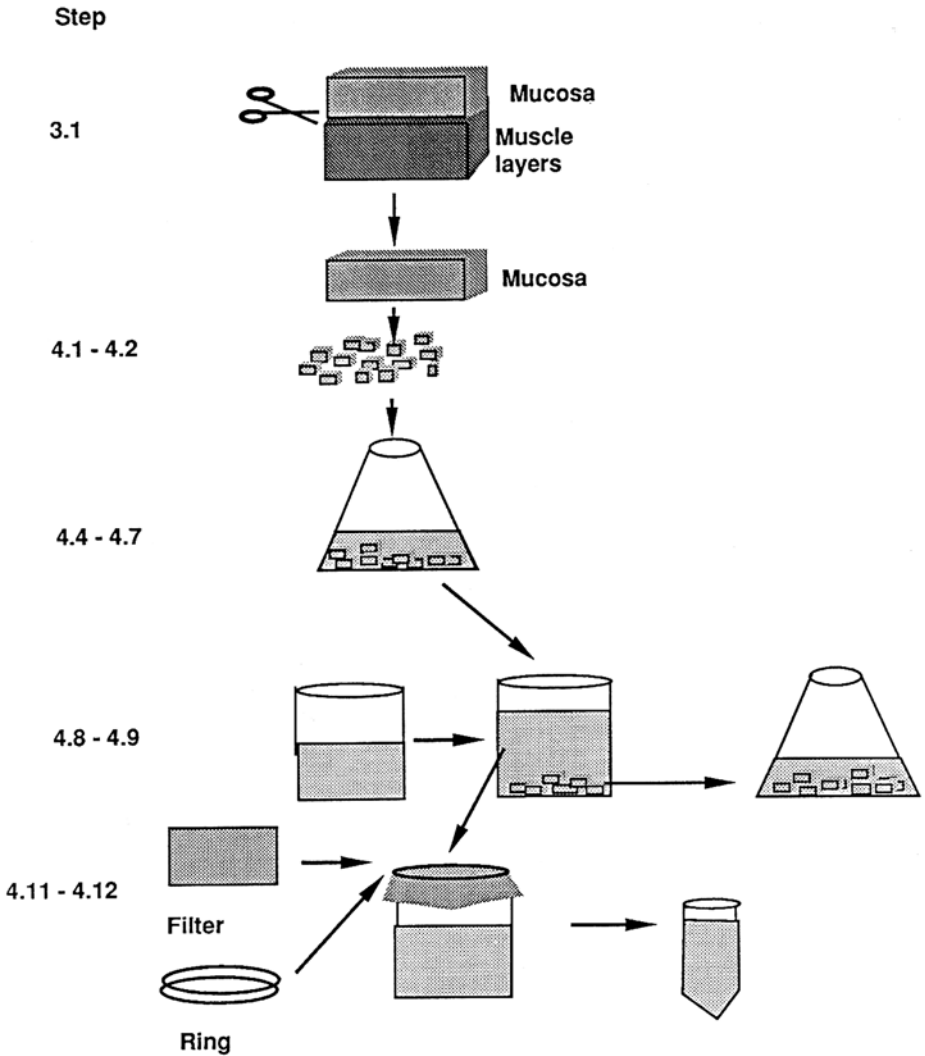 Step
3.1
Mucosa
Muscle
layers
Mucosa
4.1 - 4.2
4.4 - 4.7
4.8 - 4.9
4.11 - 4.12
Filter
Ring